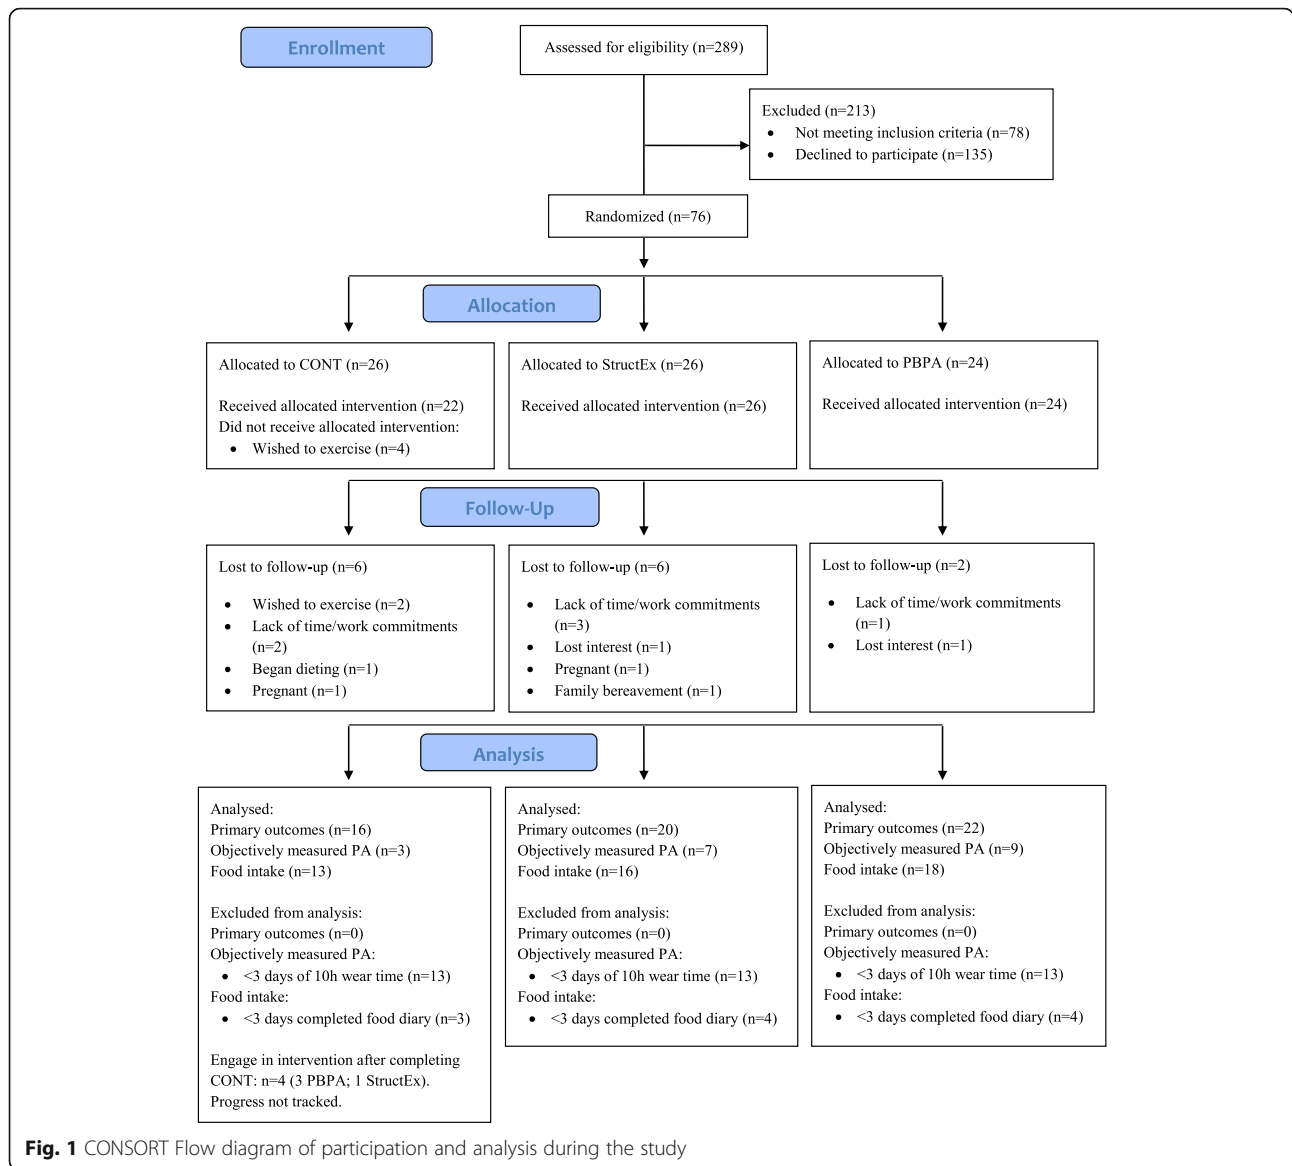 Enrollment
Assessed for eligibility (n=289)
Excluded (n=213)
• Not meeting inclusion criteria (n=78)
• Declined to participate (n=135)
Randomized (n=76)
Allocation
Allocated to CONT (n=26)
Received allocated intervention (n=22)
Did not receive allocated intervention:
• Wished to exercise (n=4)
Allocated to StructEx (n=26)
Received allocated intervention (n=26)
Allocated to PBPA (n=24)
Received allocated intervention (n=24)
Follow-Up
Lost to follow-up (n=6)
• Wished to exercise (n=2)
• Lack of time/work commitments
(n=2)
• Began dieting (n=1)
• Pregnant (n=1)
Lost to follow-up (n=6)
• Lack of time/work commitments
(n=3)
• Lost interest (n=1)
• Pregnant (n=1)
• Family bereavement (n=1)
Lost to follow-up (n=2)
• Lack of time/work commitments
(n=1)
• Lost interest (n=1)
Analysis
Analysed:
Primary outcomes (n=16)
Objectively measured PA (n=3)
Food intake (n=13)
Excluded from analysis:
Primary outcomes (n=0)
Objectively measured PA:
• <3 days of 10h wear time (n=13)
Food intake:
• <3 days completed food diary (n=3)
Engage in intervention after completing
CONT: n=4 (3 PBPA; 1 StructEx).
Progress not tracked.
Analysed:
Primary outcomes (n=20)
Objectively measured PA (n=7)
Food intake (n=16)
Excluded from analysis:
Primary outcomes (n=0)
Objectively measured PA:
• <3 days of 10h wear time (n=13)
Food intake:
• <3 days completed food diary (n=4)
Analysed:
Primary outcomes (n=22)
Objectively measured PA (n=9)
Food intake (n=18)
Excluded from analysis:
Primary outcomes (n=0)
Objectively measured PA:
• <3 days of 10h wear time (n=13)
Food intake:
• <3 days completed food diary (n=4)
Fig. 1 CONSORT Flow diagram of participation and analysis during the study